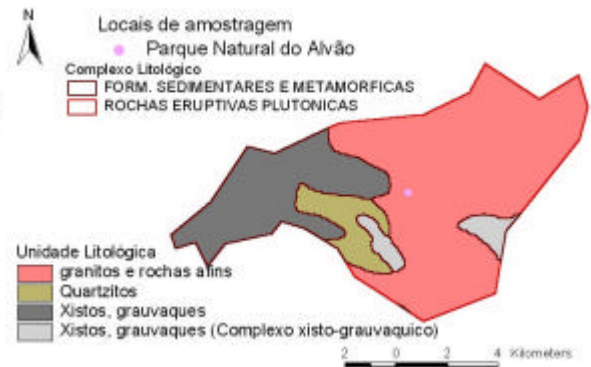 N
Locais de amostragem
Parque Natural do Alvão
Complexo Litológico
FORM. SEDIMENTARES E METAMORFICAS
ROCHAS ERUPTIVAS PLUTONICAS
Unidade Litológica
granitos e rochas afins
Quartzitos
Xistos, grauvaques
Xistos, grauvaques (Complexo xisto-grauvaquico)
2 0 2 4 Kilometers